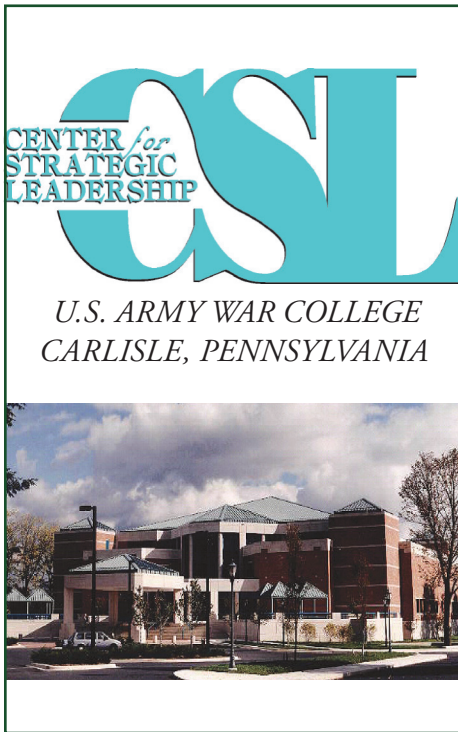 CSL
CENTER for
STRATEGIC
LEADERSHIP
U.S. ARMY WAR COLLEGE
CARLISLE, PENNSYLVANIA